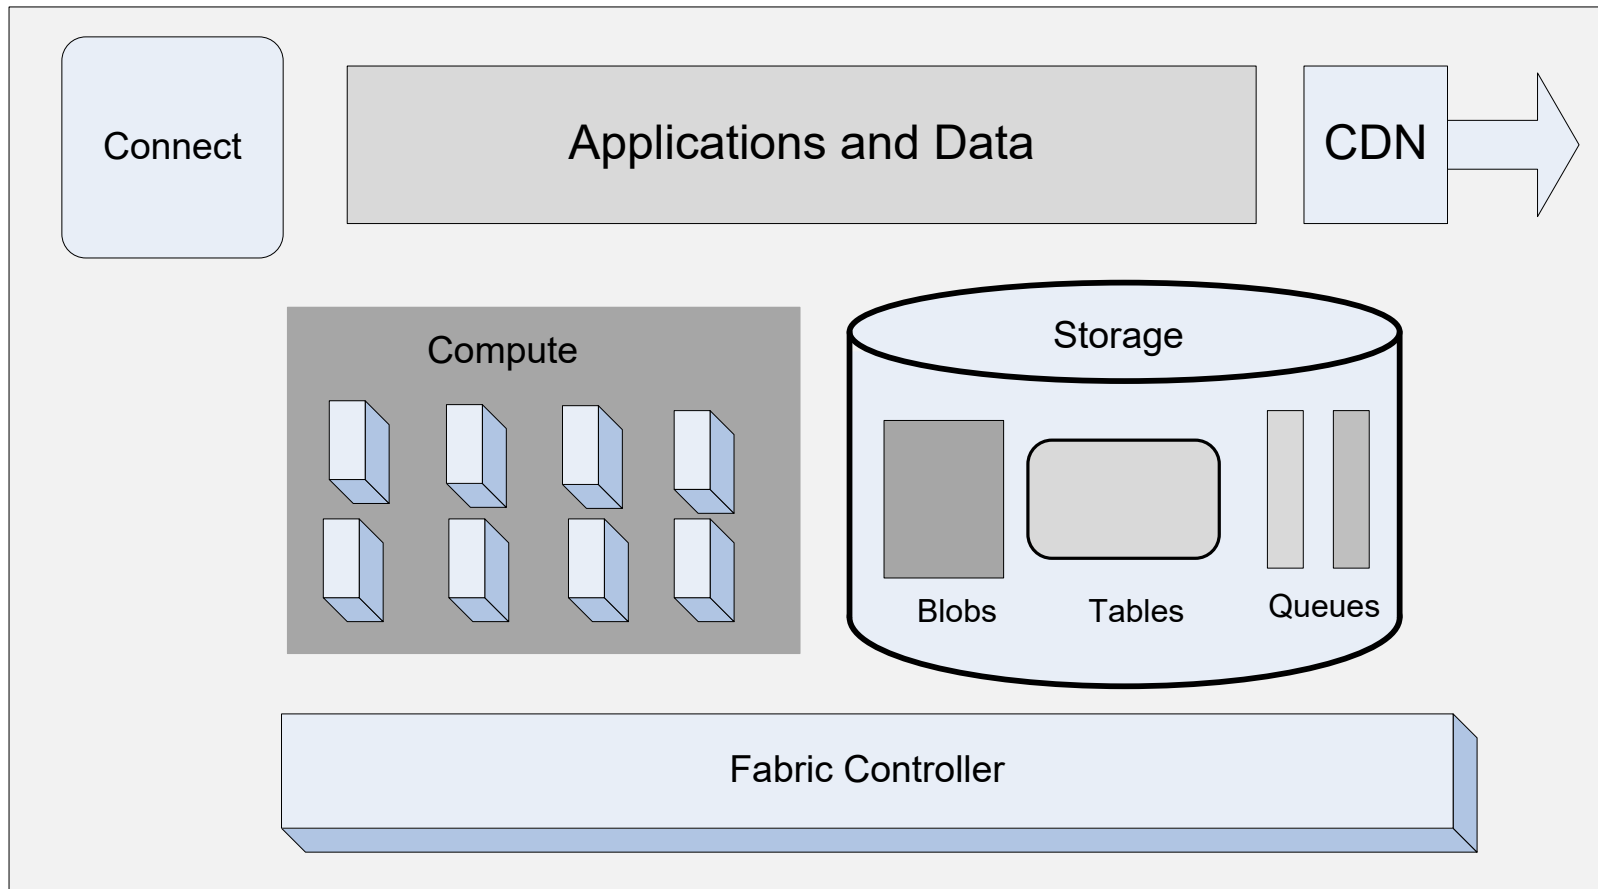 Connect
Applications and Data
CDN
Compute
Storage
Blobs
Tables
Queues
Fabric Controller